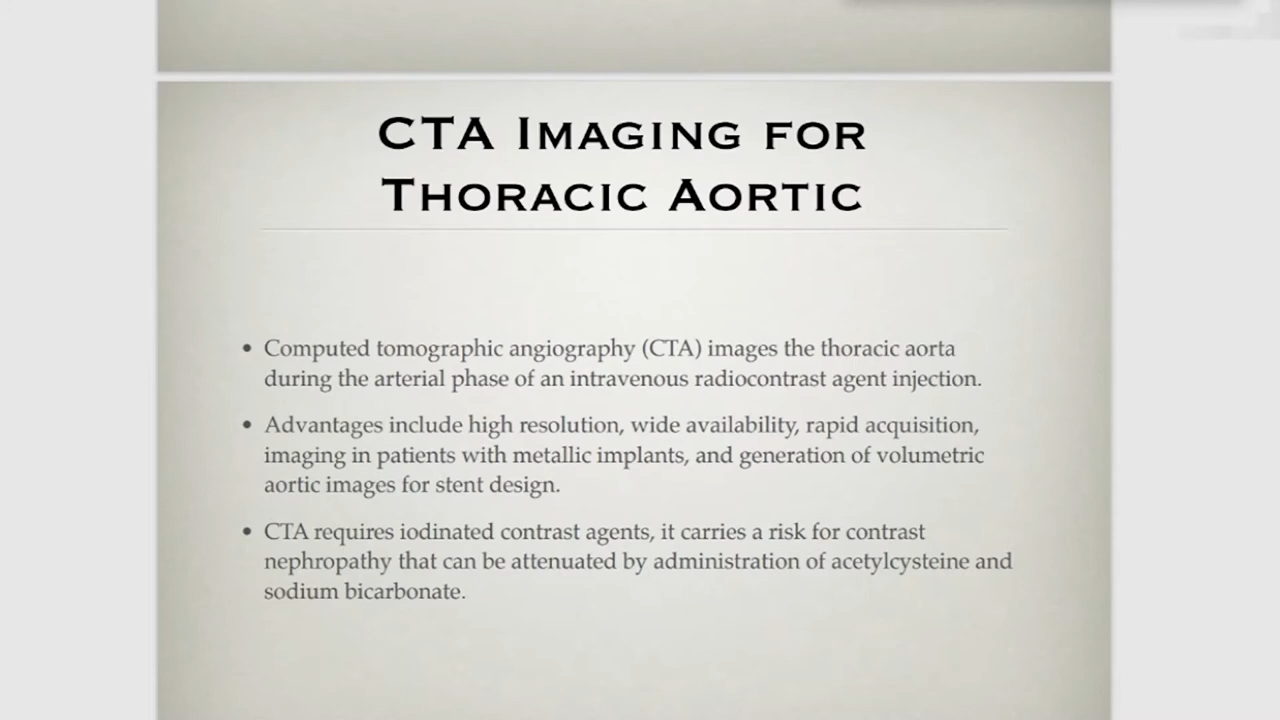 CTA Imaging for
Thoracic Aortic
• Computed tomographic angiography (CTA) images the thoracic aorta
during the arterial phase of an intravenous radiocontrast agent injection.
• Advantages include high resolution, wide availability, rapid acquisition,
imaging in patients with metallic implants, and generation of volumetric
aortic images for stent design.
• CTA requires iodinated contrast agents, it carries a risk for contrast
nephropathy that can be attenuated by administration of acetylcysteine and
sodium bicarbonate.